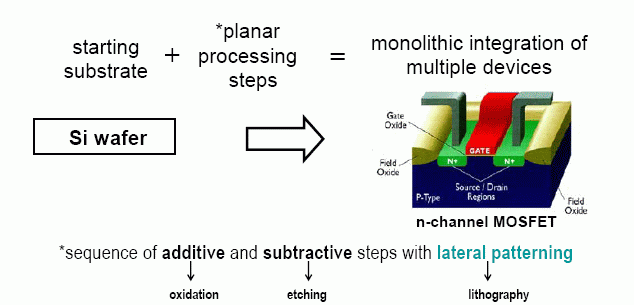 starting
substrate
+
*planar
processing
steps
=
monolithic integration of
multiple devices
Si wafer
Gate
Oxide
GATE
N+
N+
Field
Oxide
Source / Drain
Regions
P-Type
Field
Oxide
n-channel MOSFET
*sequence of additive and subtractive steps with lateral patterning
oxidation
etching
lithography